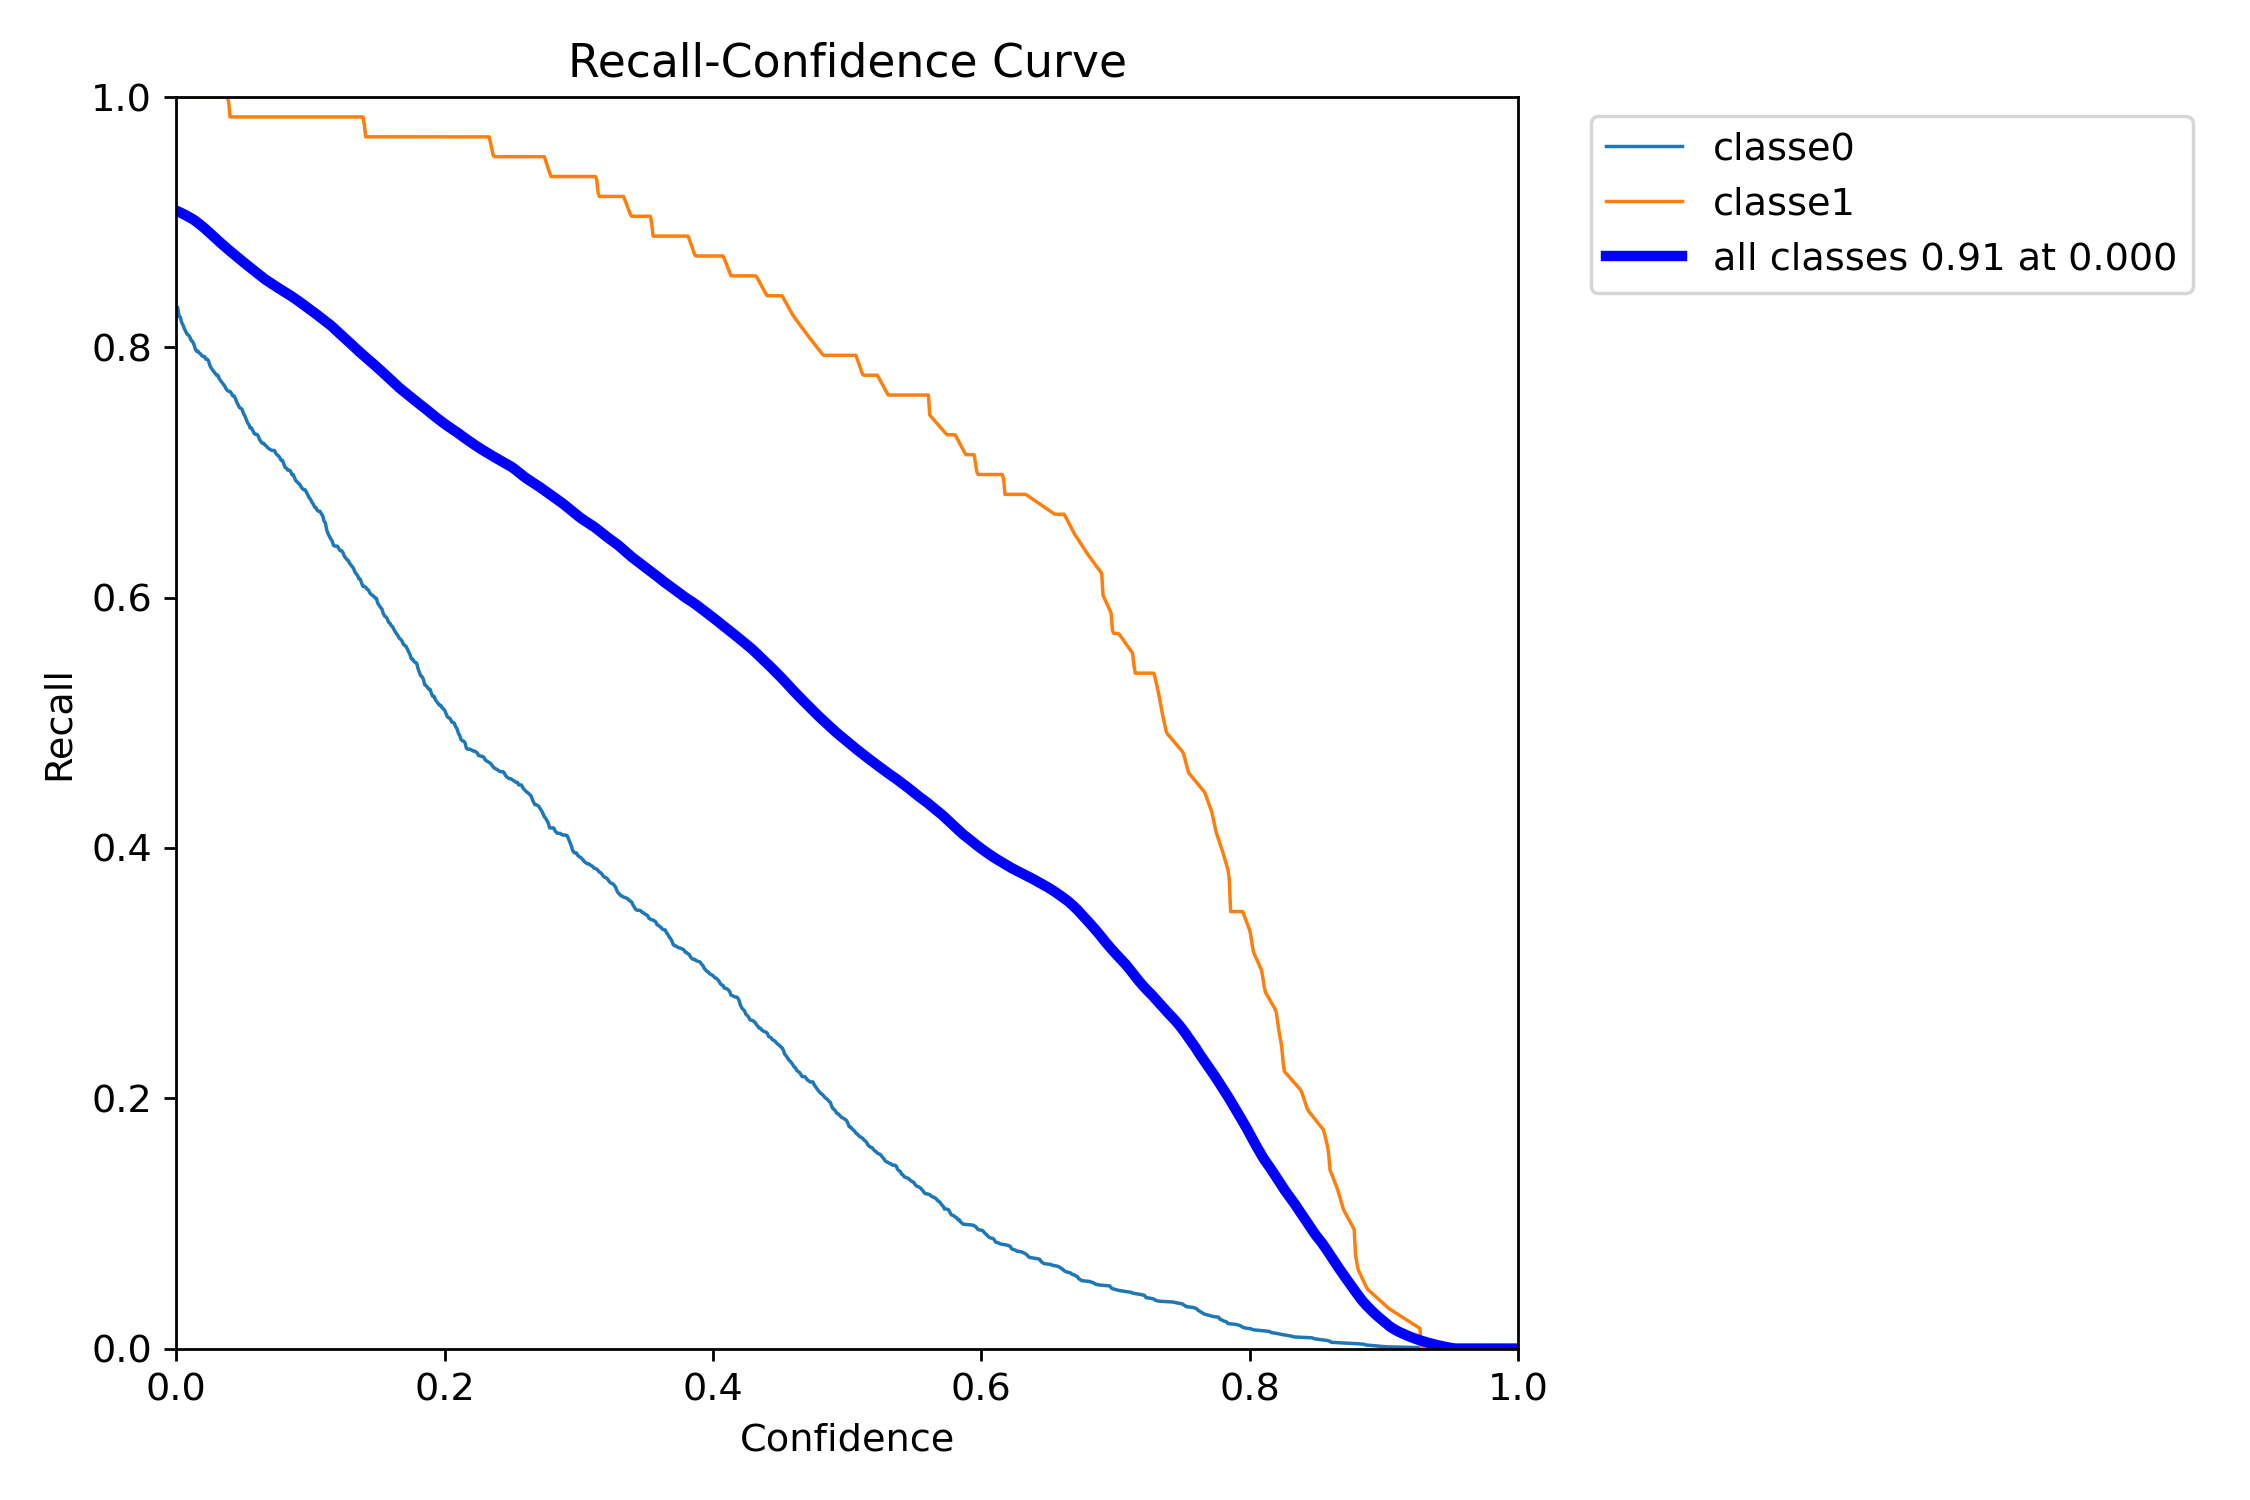 Recall-Confidence Curve
1.0
0.8
0.6
0.4
0.2
0.0
Recall
0.0 0.2 0.4 0.6 0.8 1.0
Confidence
classe0
classe1
all classes 0.91 at 0.000